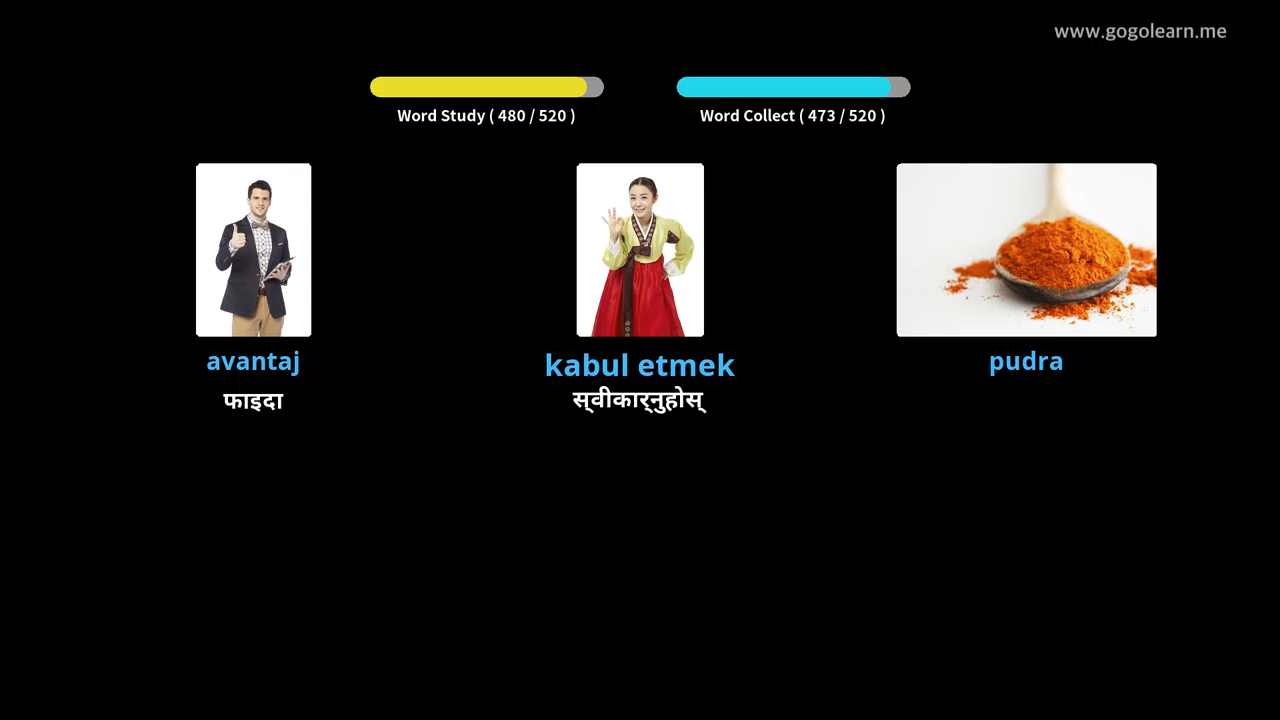 www.gogolearn.me
Word Study ( 480 / 520 )
Word Collect ( 473 / 520 )
avantaj
kabul etmek
pudra
फाइदा
स्वीकार्नुहोस्